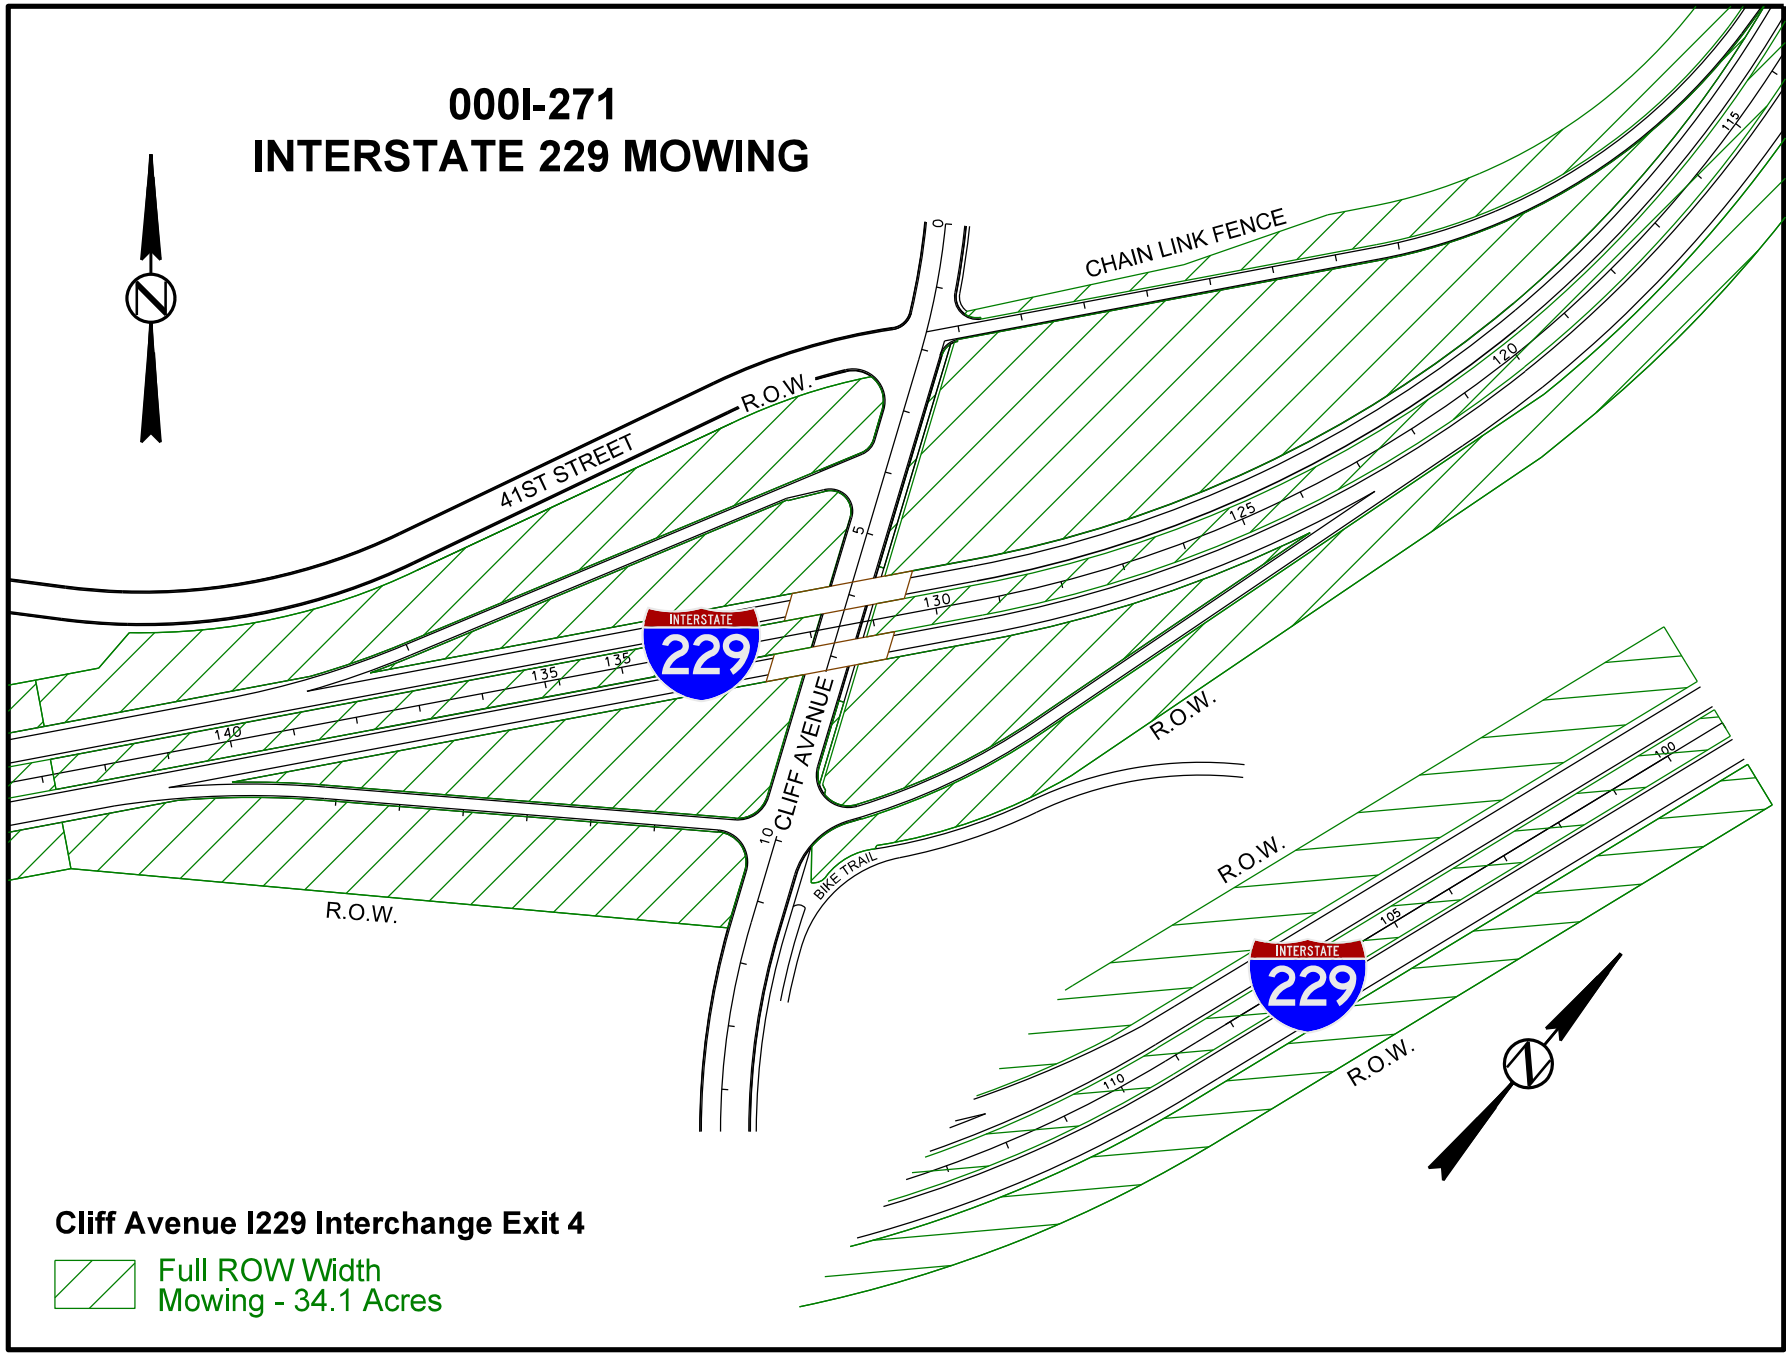 000I-271
INTERSTATE 229 MOWING
N
0
CHAIN LINK FENCE
115
120
R.O.W.
41ST STREET
5
125
130
INTERSTATE
229
135
135
140
R.O.W.
CLIFF AVENUE
10
BIKE TRAIL
R.O.W.
100
R.O.W.
105
INTERSTATE
229
R.O.W.
110
N
Cliff Avenue I229 Interchange Exit 4
Full ROW Width
Mowing - 34.1 Acres